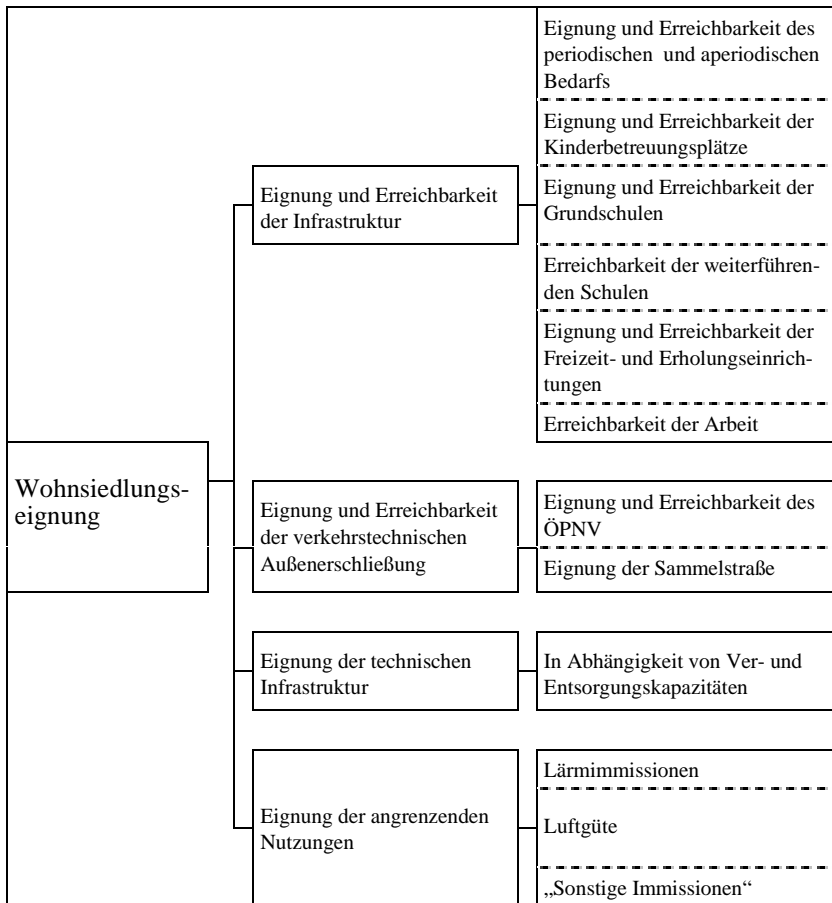 Eignung und Erreichbarkeit des
periodischen und aperiodischen
Bedarfs
Eignung und Erreichbarkeit der
Kinderbetreuungsplätze
Eignung und Erreichbarkeit
der Infrastruktur
Eignung und Erreichbarkeit der
Grundschulen
Erreichbarkeit der weiterführen-
den Schulen
Eignung und Erreichbarkeit der
Freizeit- und Erholungseinrich-
tungen
Erreichbarkeit der Arbeit
Wohnsiedlungs-
eignung
Eignung und Erreichbarkeit
der verkehrstechnischen
Außenerschließung
Eignung und Erreichbarkeit des
ÖPNV
Eignung der Sammelstraße
Eignung der technischen
Infrastruktur
In Abhängigkeit von Ver- und
Entsorgungskapazitäten
Eignung der angrenzenden
Nutzungen
Lärmimmissionen
Luftgüte
„Sonstige Immissionen“